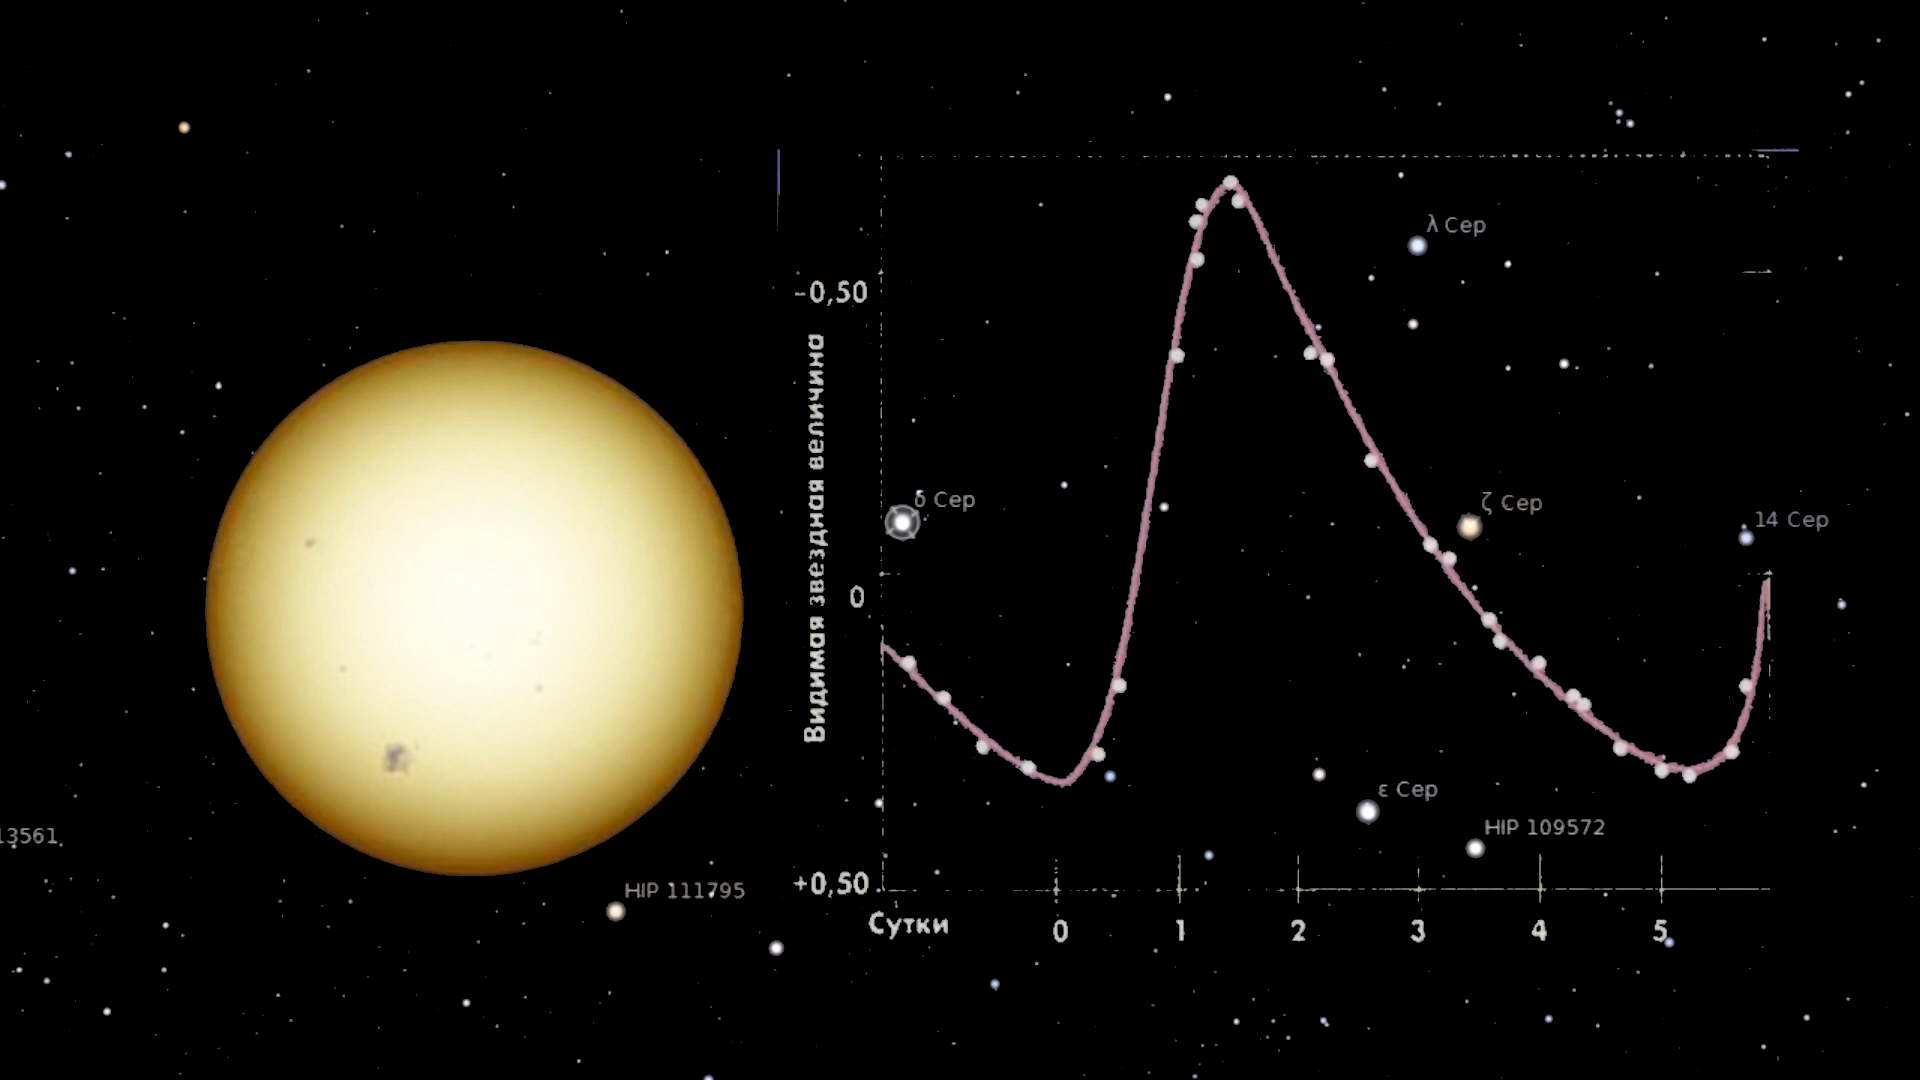 λ Cep
-0,50
Видимая звездная величина
δ Cep
ζ Cep
14 Cep
0
ε Cep
HIP 109572
13561
+0,50
HIP 111795
Сутки
0 1 2 3 4 5